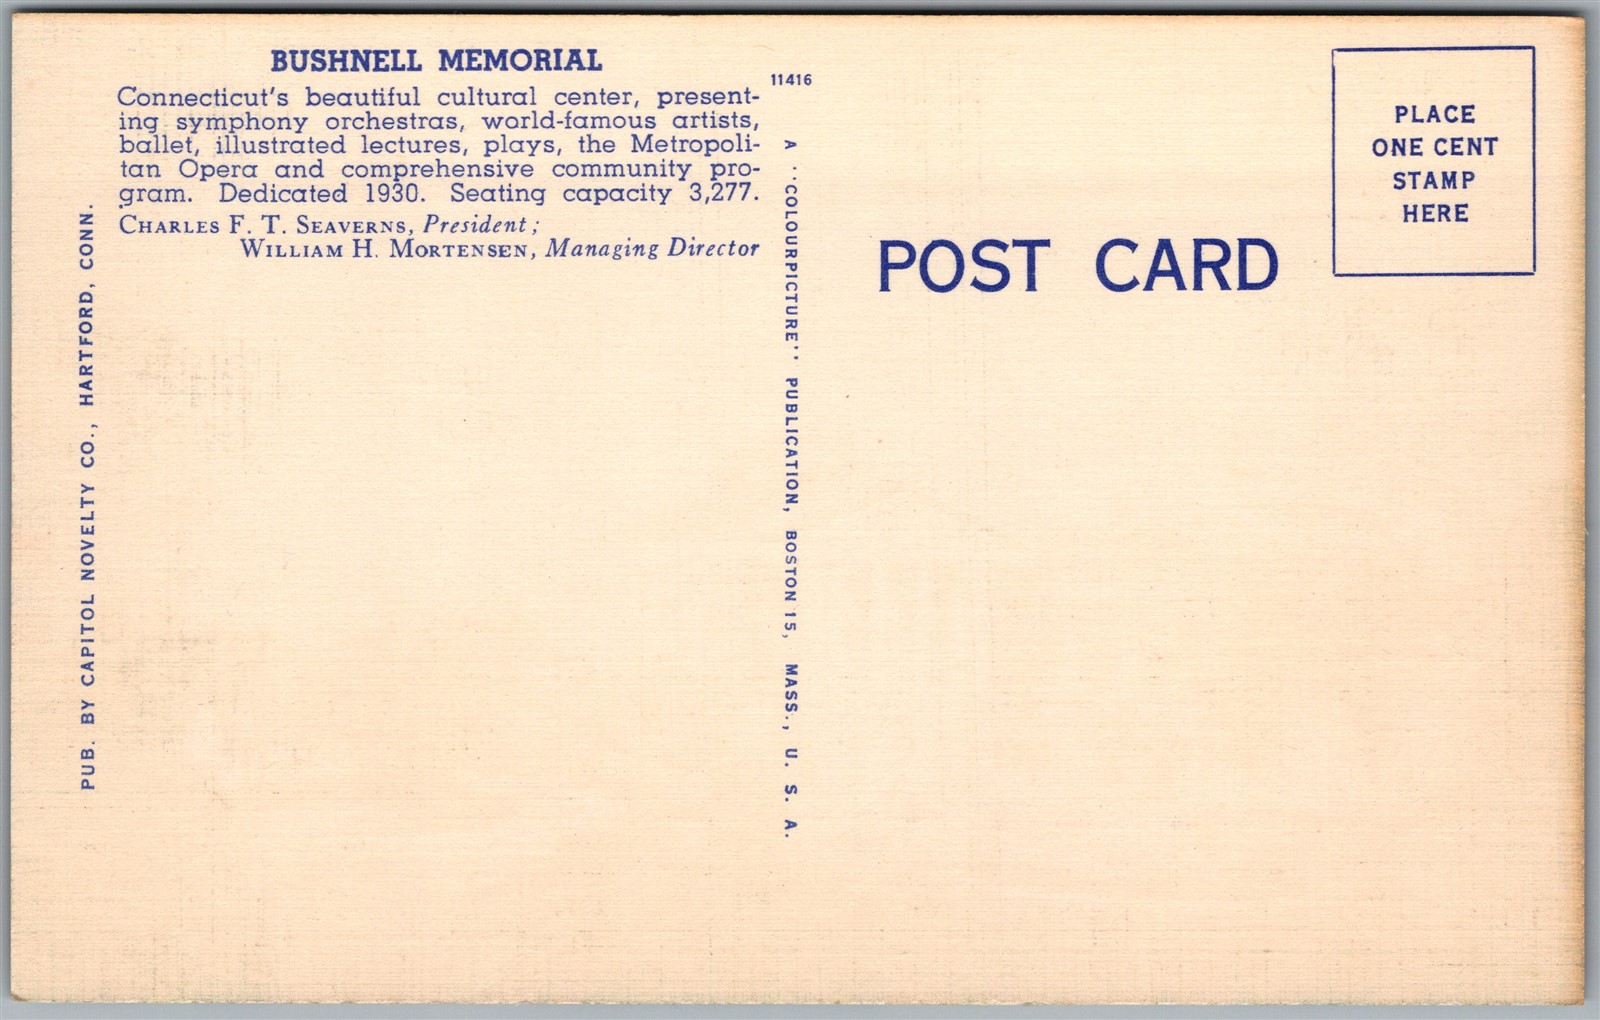 BUSHNELL MEMORIAL
Connecticut's beautiful cultural center, present-
ing symphony orchestras, world-famous artists,
ballet, illustrated lectures, plays, the Metropoli-
tan Opera and comprehensive community pro-
gram. Dedicated 1930. Seating capacity 3,277.
CHARLES F. T. SEAVERNS, President;
WILLIAM H. MORTENSEN, Managing Director
PUB. BY CAPITOL NOVELTY CO., HARTFORD, CONN.
11416
A "COLOURPICTURE" PUBLICATION, BOSTON 15, MASS., U. S. A.
POST CARD
PLACE
ONE CENT
STAMP
HERE